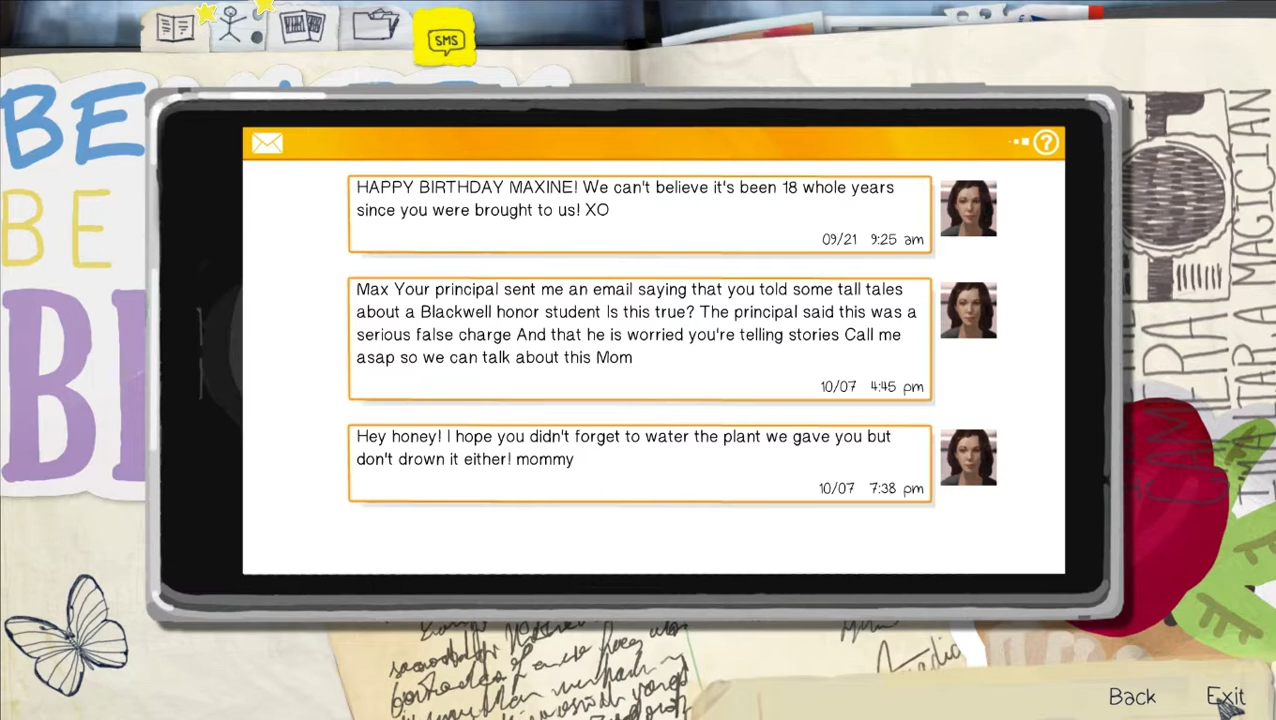 SMS
BE
BE
HAPPY BIRTHDAY MAXINE! We can't believe it's been 18 whole years
since you were brought to us! XO
09/21 9:25 am
Max Your principal sent me an email saying that you told some tall tales
about a Blackwell honor student Is this true? The principal said this was a
serious false charge And that he is worried you're telling stories Call me
asap so we can talk about this Mom
10/07 4:45 pm
Hey honey! I hope you didn't forget to water the plant we gave you but
don't drown it either! mommy
10/07 7:38 pm
MAGICIAN
Back
Exit